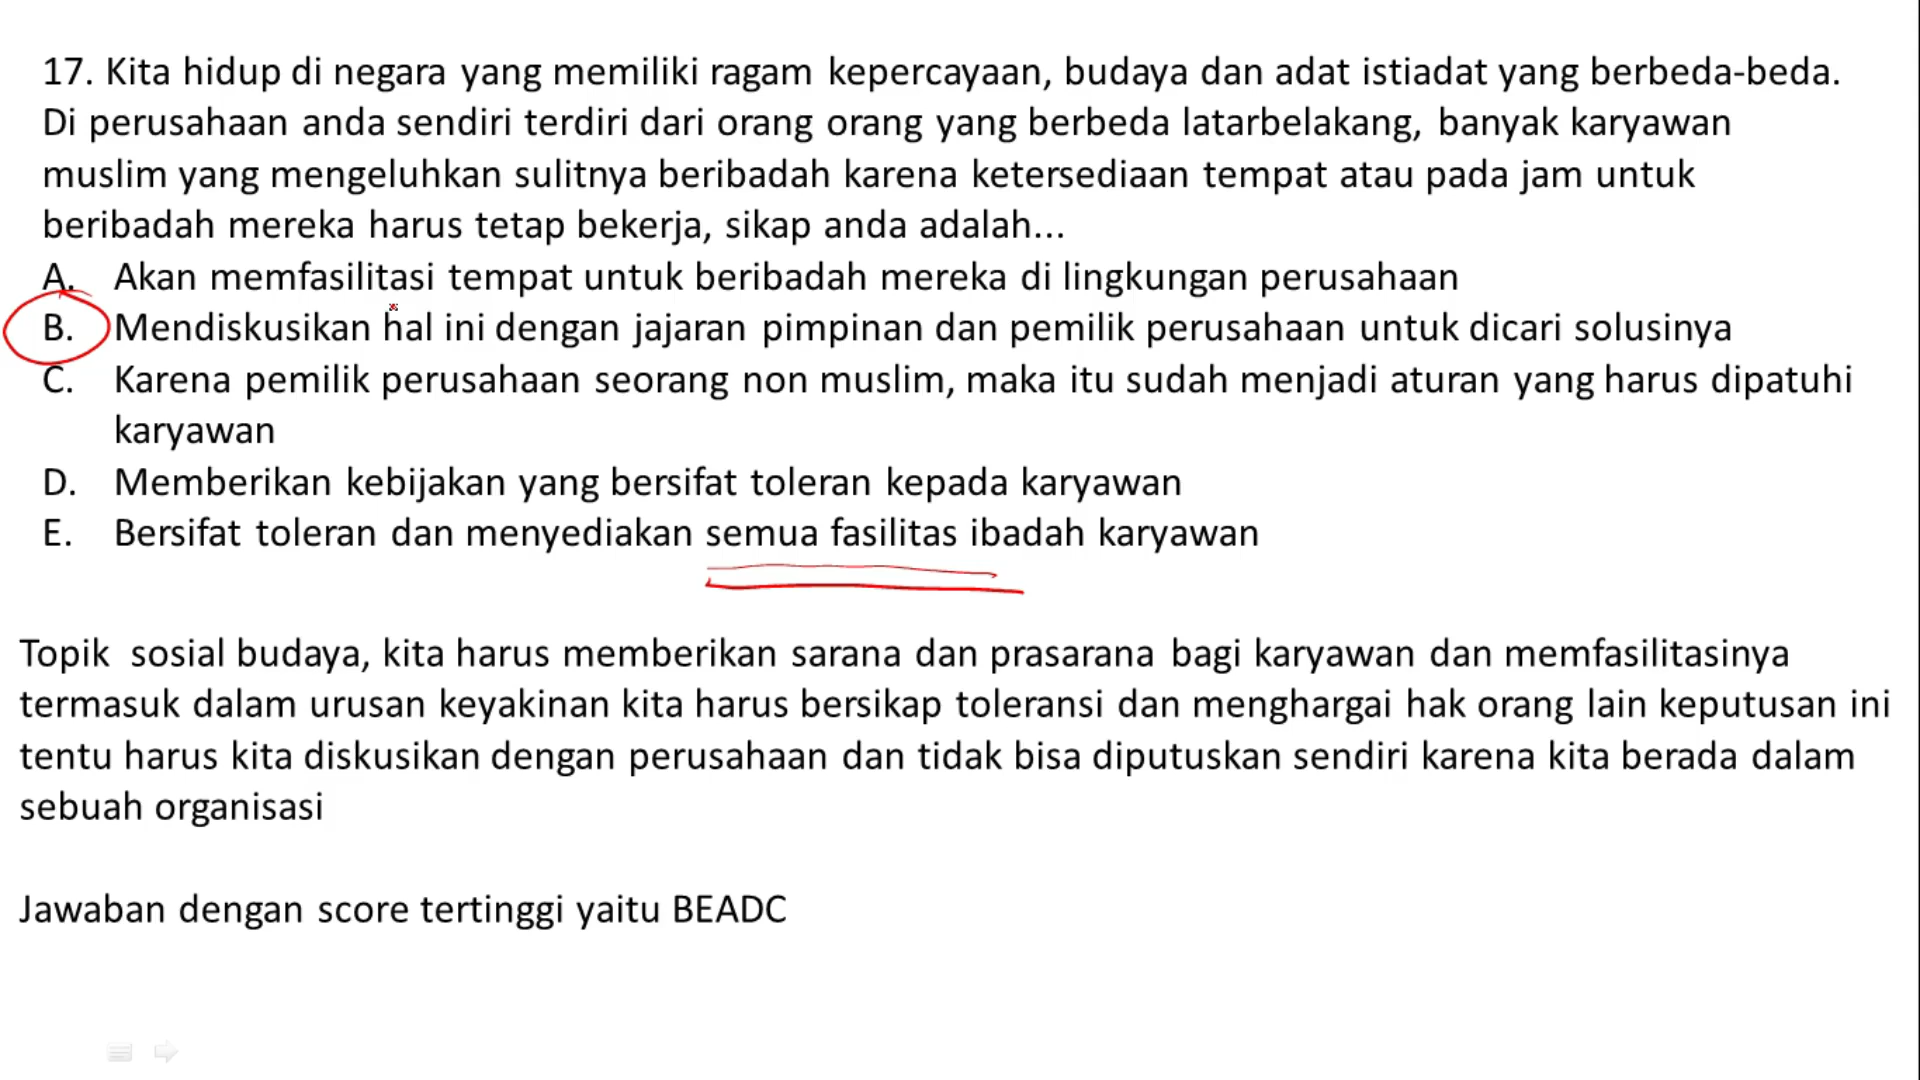 17. Kita hidup di negara yang memiliki ragam kepercayaan, budaya dan adat istiadat yang berbeda-beda.
Di perusahaan anda sendiri terdiri dari orang orang yang berbeda latarbelakang, banyak karyawan
muslim yang mengeluhkan sulitnya beribadah karena ketersediaan tempat atau pada jam untuk
beribadah mereka harus tetap bekerja, sikap anda adalah...
A. Akan memfasilitasi tempat untuk beribadah mereka di lingkungan perusahaan
B. Mendiskusikan hal ini dengan jajaran pimpinan dan pemilik perusahaan untuk dicari solusinya
C. Karena pemilik perusahaan seorang non muslim, maka itu sudah menjadi aturan yang harus dipatuhi
karyawan
D. Memberikan kebijakan yang bersifat toleran kepada karyawan
E. Bersifat toleran dan menyediakan semua fasilitas ibadah karyawan
Topik sosial budaya, kita harus memberikan sarana dan prasarana bagi karyawan dan memfasilitasinya
termasuk dalam urusan keyakinan kita harus bersikap toleransi dan menghargai hak orang lain keputusan ini
tentu harus kita diskusikan dengan perusahaan dan tidak bisa diputuskan sendiri karena kita berada dalam
sebuah organisasi
Jawaban dengan score tertinggi yaitu BEADC